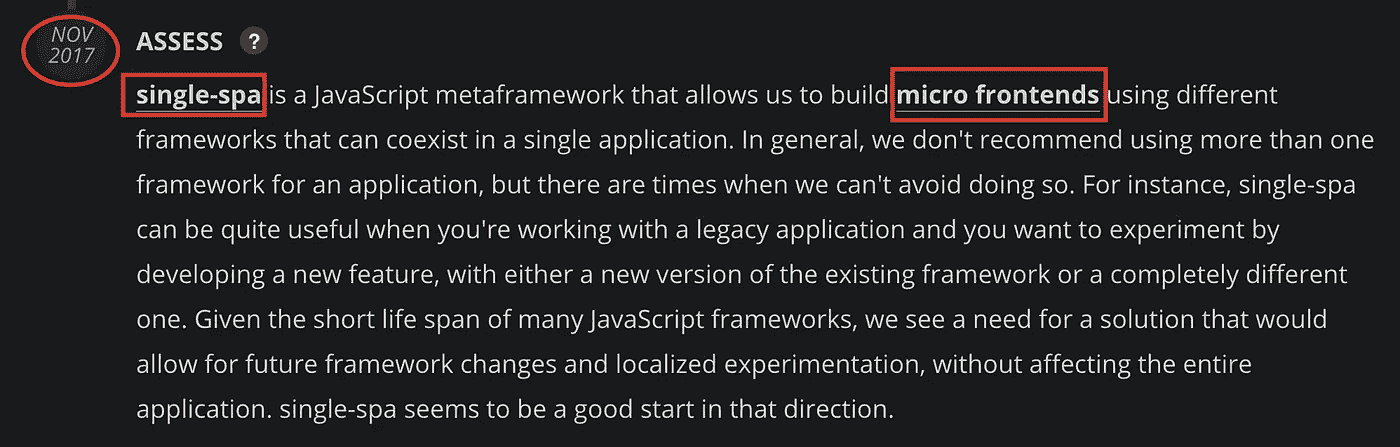 NOV
2017
ASSESS ?
single-spa is a JavaScript metaframework that allows us to build micro frontends using different
frameworks that can coexist in a single application. In general, we don't recommend using more than one
framework for an application, but there are times when we can't avoid doing so. For instance, single-spa
can be quite useful when you're working with a legacy application and you want to experiment by
developing a new feature, with either a new version of the existing framework or a completely different
one. Given the short life span of many JavaScript frameworks, we see a need for a solution that would
allow for future framework changes and localized experimentation, without affecting the entire
application. single-spa seems to be a good start in that direction.